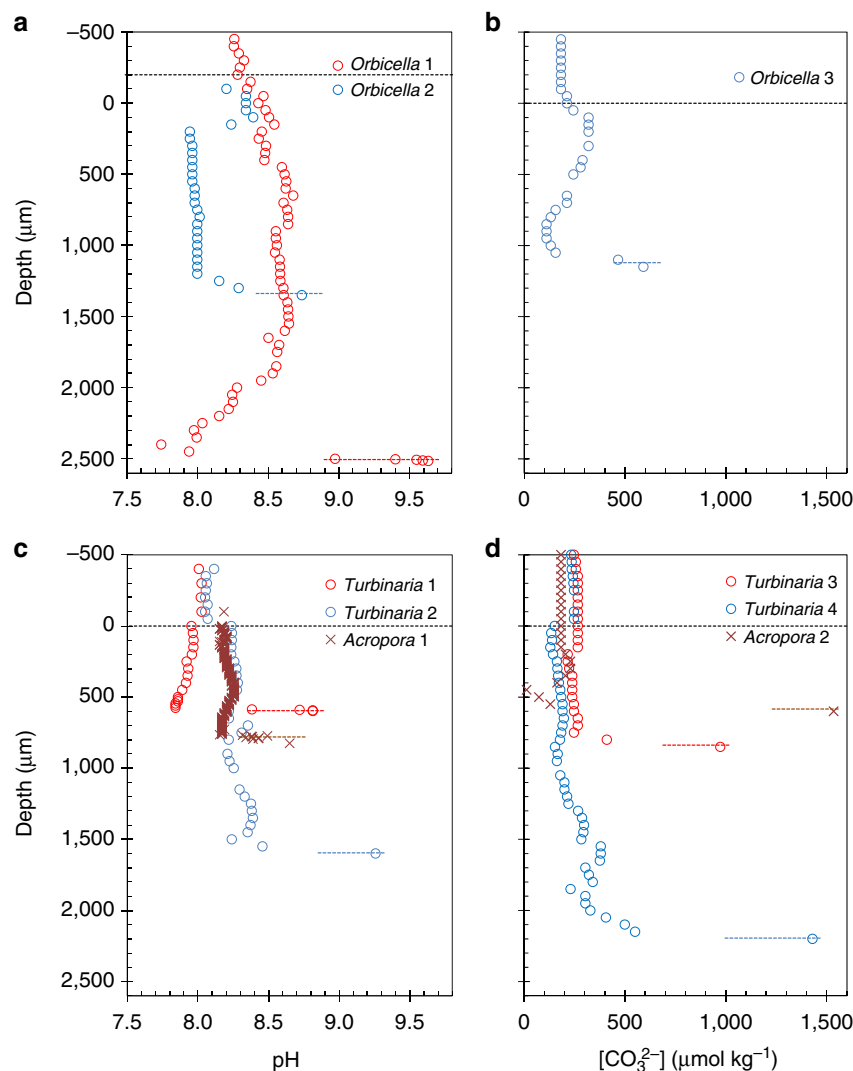 a
b
−500
0
500
1,000
1,500
2,000
2,500
Depth (μm)
Orbicella 1
Orbicella 2
Orbicella 3
7.5 8.0 8.5 9.0 9.5
0 500 1,000 1,500
c
d
−500
0
500
1,000
1,500
2,000
2,500
Depth (μm)
Turbinaria 1
Turbinaria 2
Acropora 1
Turbinaria 3
Turbinaria 4
Acropora 2
7.5 8.0 8.5 9.0 9.5
0 500 1,000 1,500
pH
[CO₃²⁻] (μmol kg⁻¹)